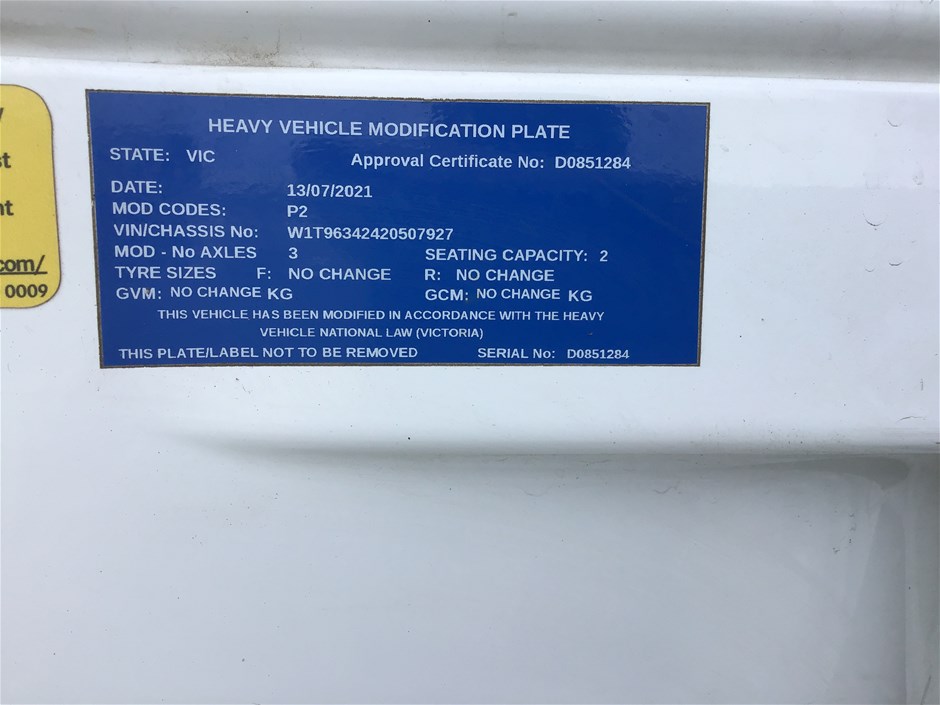 HEAVY VEHICLE MODIFICATION PLATE
STATE: VIC Approval Certificate No: D0851284
DATE: 13/07/2021
MOD CODES: P2
VIN/CHASSIS No: W1T96342420507927
MOD - No AXLES 3 SEATING CAPACITY: 2
TYRE SIZES F: NO CHANGE R: NO CHANGE
GVM: NO CHANGE KG GCM: NO CHANGE KG
THIS VEHICLE HAS BEEN MODIFIED IN ACCORDANCE WITH THE HEAVY
VEHICLE NATIONAL LAW (VICTORIA)
THIS PLATE/LABEL NOT TO BE REMOVED SERIAL No: D0851284
com/
0009